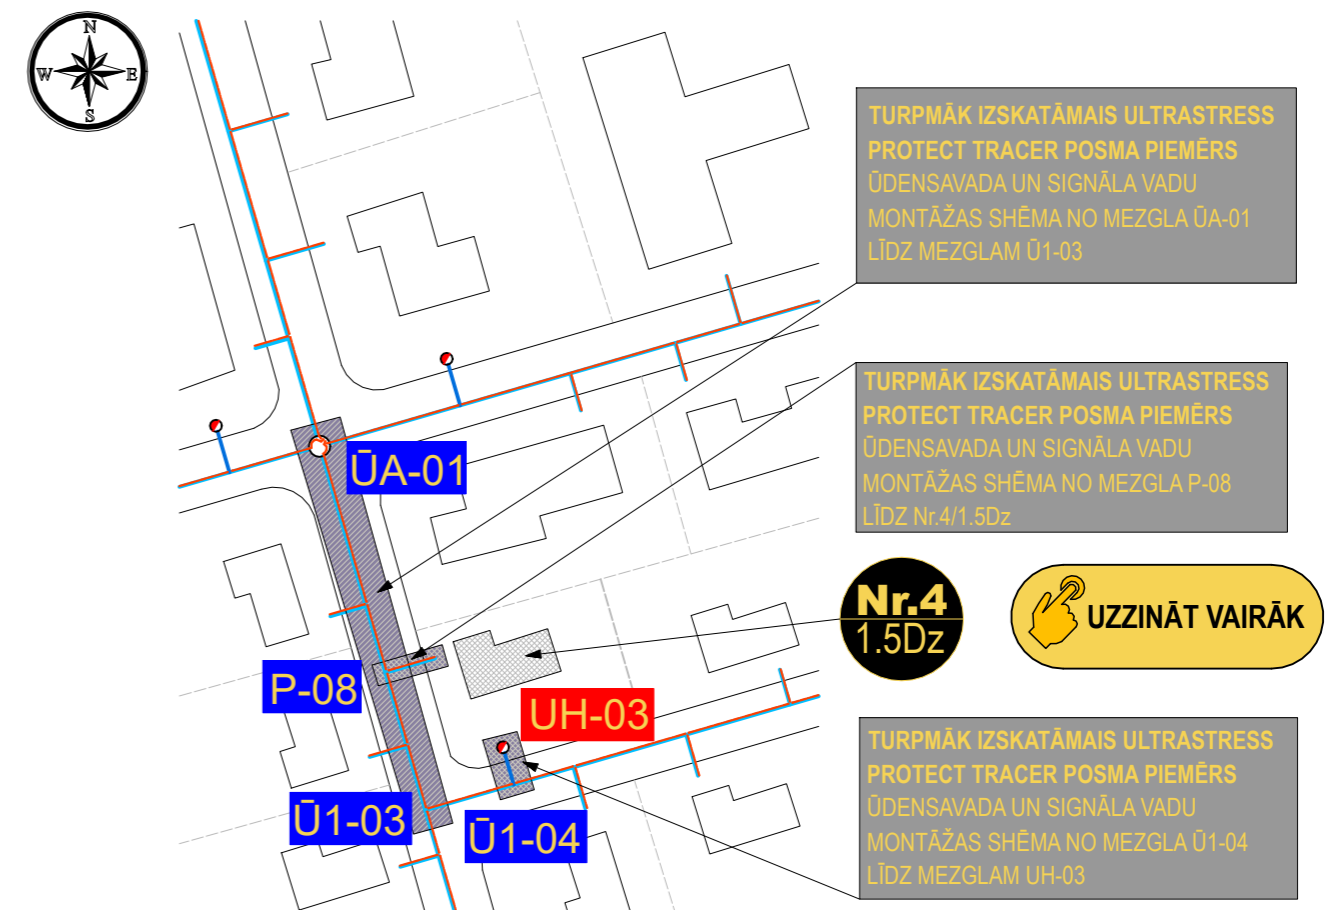 N
W
E
S
TURPMĀK IZSKATĀMAIS ULTRASTRESS
PROTECT TRACER POSMA PIEMĒRS
ŪDENSAVADA UN SIGNĀLA VADU
MONTĀŽAS SHĒMA NO MEZGLA ŪA-01
LĪDZ MEZGLAM Ū1-03
TURPMĀK IZSKATĀMAIS ULTRASTRESS
PROTECT TRACER POSMA PIEMĒRS
ŪDENSAVADA UN SIGNĀLA VADU
MONTĀŽAS SHĒMA NO MEZGLA P-08
LĪDZ Nr.4/1.5Dz
ŪA-01
Nr.4
1.5Dz
UZZINĀT VAIRĀK
P-08
UH-03
Ū1-03
Ū1-04
TURPMĀK IZSKATĀMAIS ULTRASTRESS
PROTECT TRACER POSMA PIEMĒRS
ŪDENSAVADA UN SIGNĀLA VADU
MONTĀŽAS SHĒMA NO MEZGLA Ū1-04
LĪDZ MEZGLAM UH-03